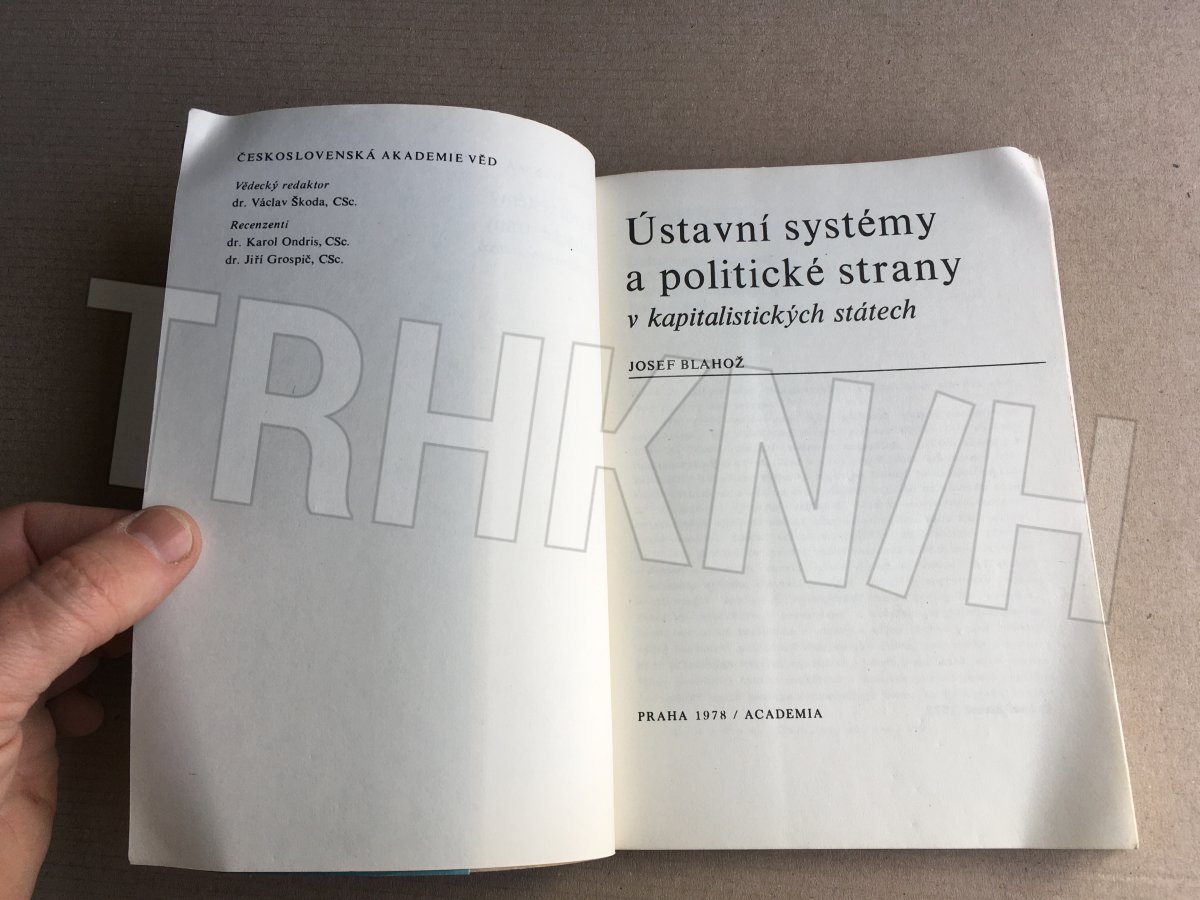 ČESKOSLOVENSKÁ AKADEMIE VĚD
Vědecký redaktor
dr. Václav Škoda, CSc.
Recenzenti
dr. Karol Ondris, CSc.
dr. Jiří Grospič, CSc.
Ústavní systémy
a politické strany
v kapitalistických státech
JOSEF BLAHOŽ
PRAHA 1978 / ACADEMIA
TRHKN/H